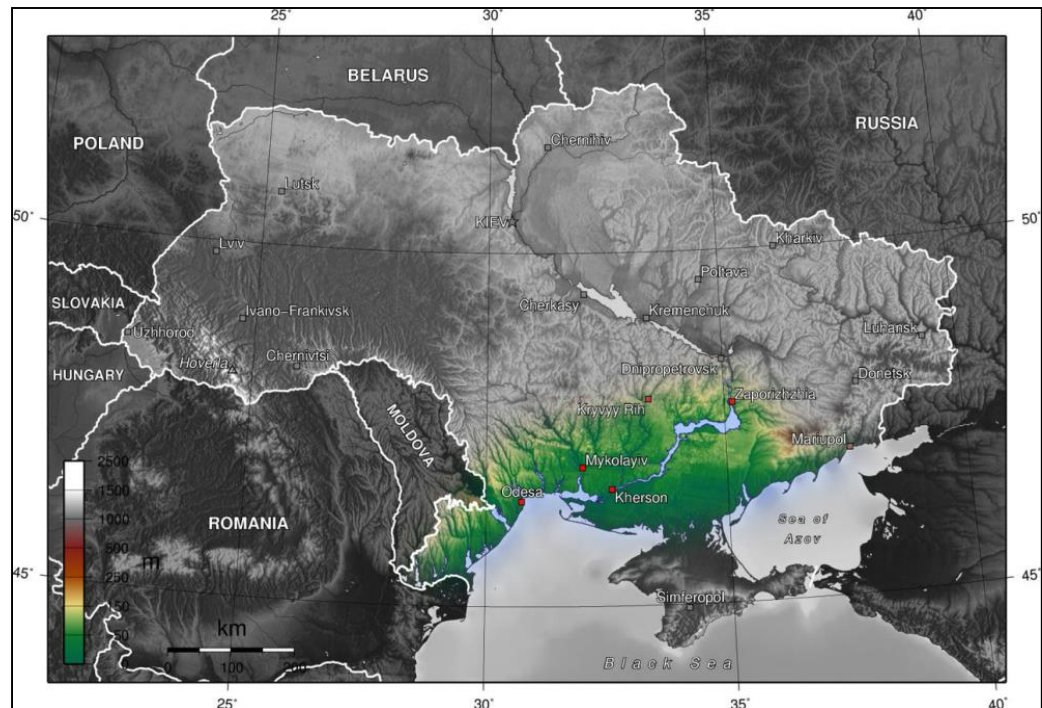 25° 30° 35° 40°
BELARUS
RUSSIA
POLAND
Chernihiv
Lutsk
50° KIEV 50°
Lviv
Kharkiv
Poltava
SLOVAKIA
Cherkasy
Kremenchuk
Ivano-Frankivsk
Uzhhorod
Luhansk
Hoverla
Chernivtsi
Dnipropetrovsk
HUNGARY
Donetsk
Zaporizhzhia
Kryvyy Rih
MOLDOVA
Mariupol
2500
Mykolayiv
1500
Odesa
Kherson
1000
ROMANIA
Sea of
Azov
500
m
250
45° 45°
Simferopol
50
km
0
0 100 200
Black Sea
25° 30° 35° 40°